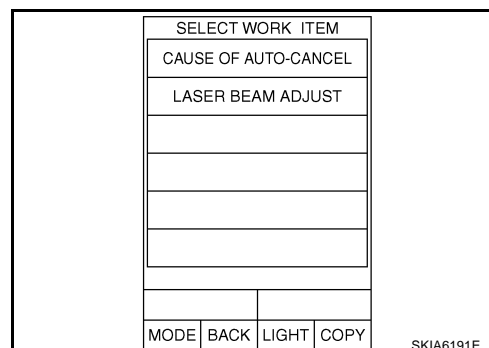 SELECT WORK ITEM
CAUSE OF AUTO-CANCEL
LASER BEAM ADJUST
MODE BACK LIGHT COPY
SKIA6191E